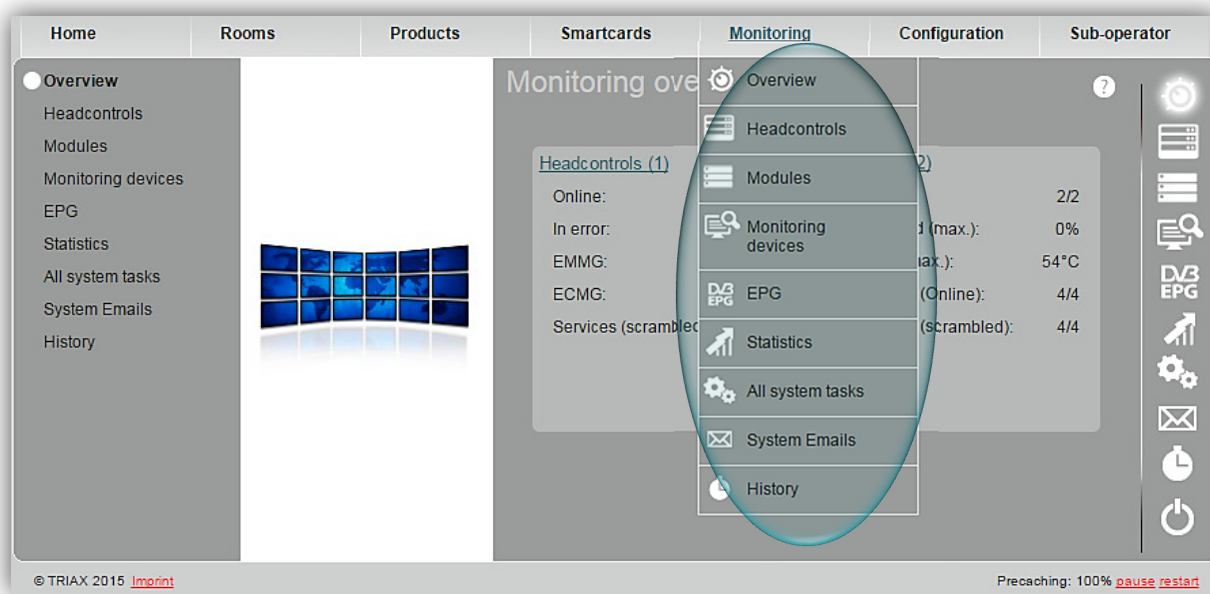 Home Rooms Products Smartcards Monitoring Configuration Sub-operator
Overview
Headcontrols
Modules
Monitoring devices
EPG
Statistics
All system tasks
System Emails
History
Monitoring ove
Headcontrols (1)
Online:
In error:
EMMG:
ECMG:
Services (scrambled
Overview
Headcontrols
Modules
Monitoring
devices
DVB
EPG
EPG
Statistics
All system tasks
System Emails
History
2)
2/2
(max.): 0%
54°C
(Online): 4/4
(scrambled): 4/4
?
DVB
EPG
© TRIAX 2015 Imprint
Precaching: 100% pause restart